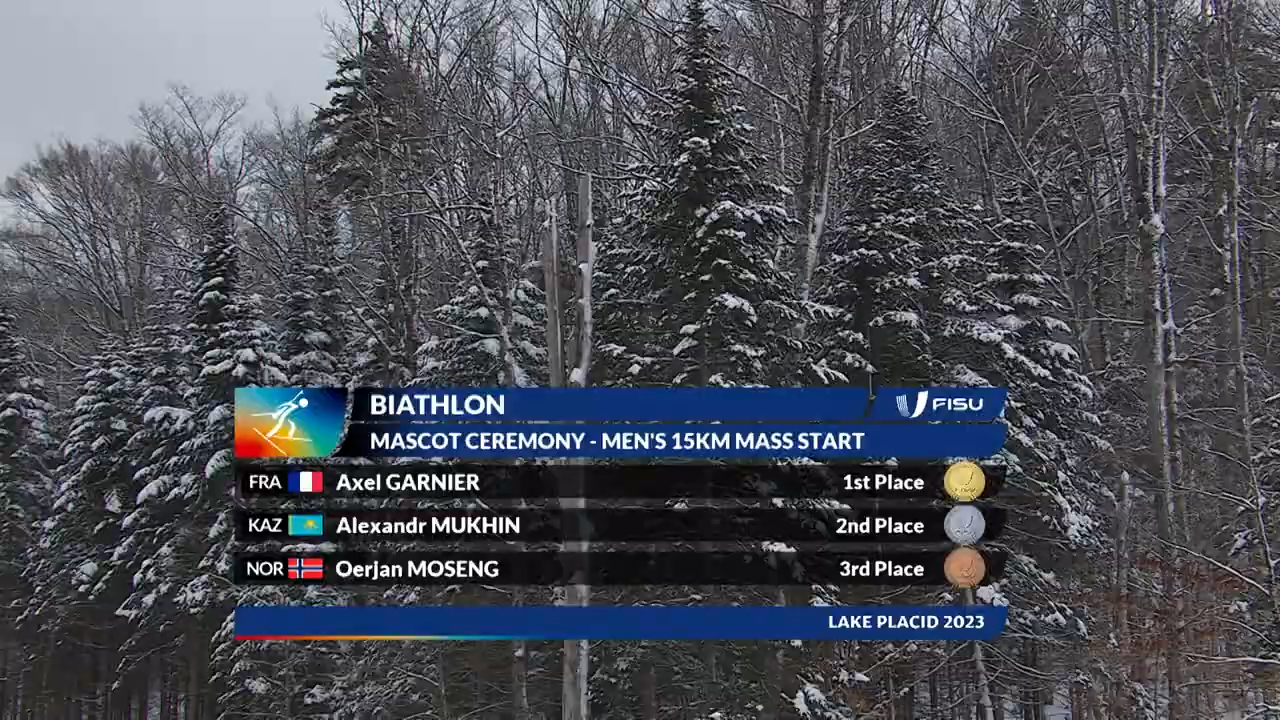 BIATHLON
FISU
MASCOT CEREMONY - MEN'S 15KM MASS START
FRA Axel GARNIER 1st Place
KAZ Alexandr MUKHIN 2nd Place
NOR Oerjan MOSENG 3rd Place
LAKE PLACID 2023